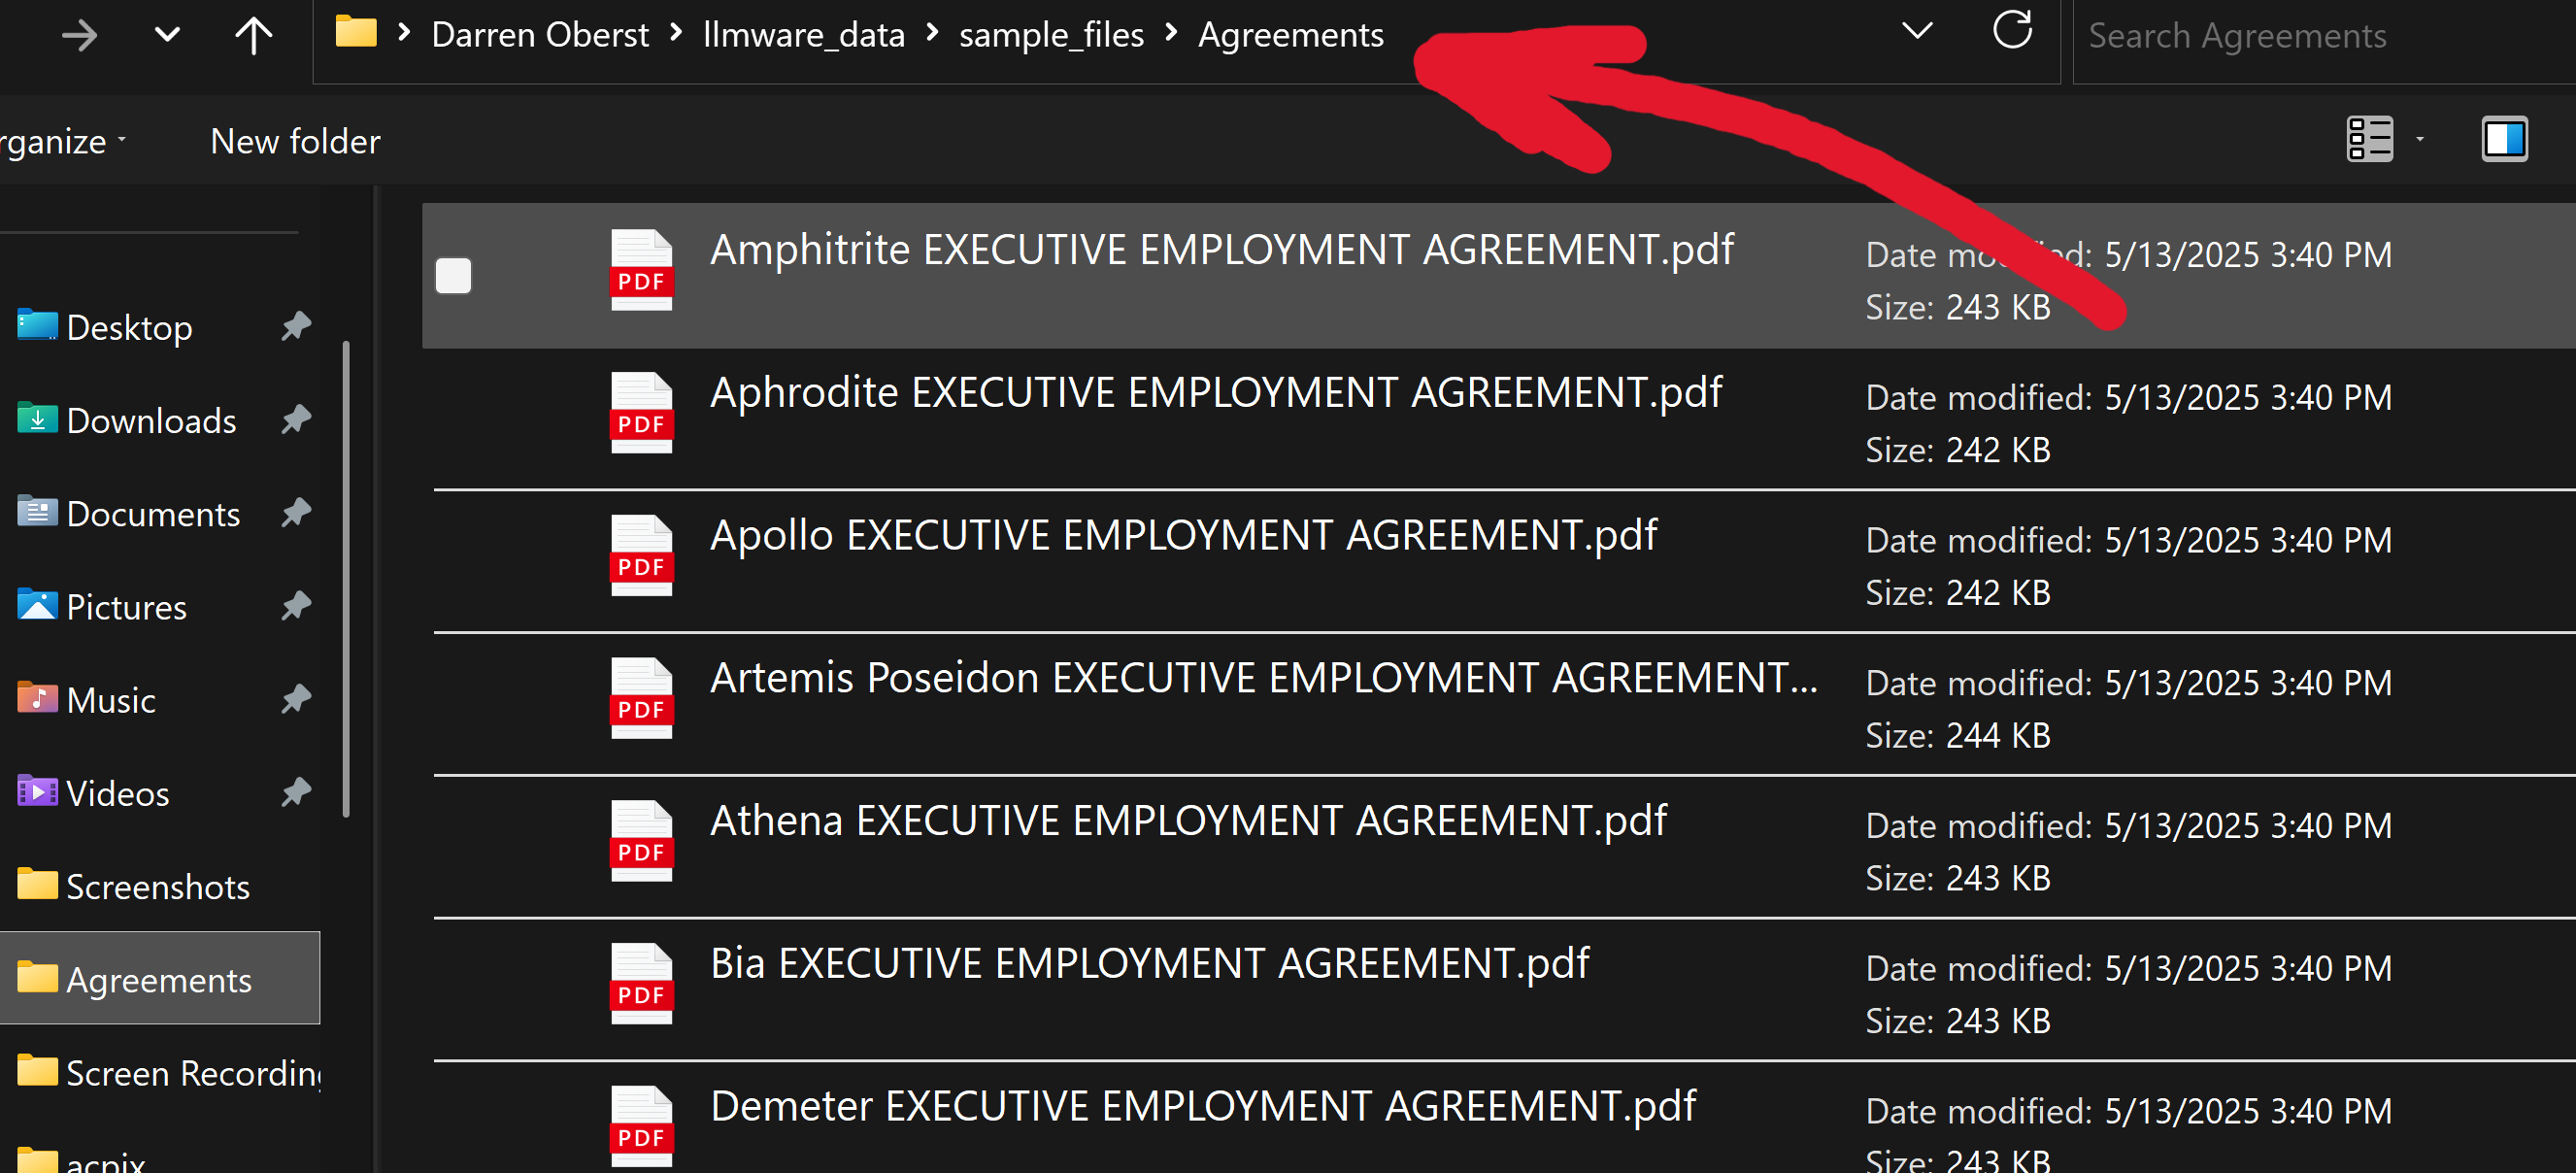 Darren Oberst > llmware_data > sample_files > Agreements
Search Agreements
rganize
New folder
Desktop
Downloads
Documents
Pictures
Music
Videos
Screenshots
Agreements
Screen Recording
acpix
PDF
Amphitrite EXECUTIVE EMPLOYMENT AGREEMENT.pdf
Date modified: 5/13/2025 3:40 PM
Size: 243 KB
PDF
Aphrodite EXECUTIVE EMPLOYMENT AGREEMENT.pdf
Date modified: 5/13/2025 3:40 PM
Size: 242 KB
PDF
Apollo EXECUTIVE EMPLOYMENT AGREEMENT.pdf
Date modified: 5/13/2025 3:40 PM
Size: 242 KB
PDF
Artemis Poseidon EXECUTIVE EMPLOYMENT AGREEMENT...
Date modified: 5/13/2025 3:40 PM
Size: 244 KB
PDF
Athena EXECUTIVE EMPLOYMENT AGREEMENT.pdf
Date modified: 5/13/2025 3:40 PM
Size: 243 KB
PDF
Bia EXECUTIVE EMPLOYMENT AGREEMENT.pdf
Date modified: 5/13/2025 3:40 PM
Size: 243 KB
PDF
Demeter EXECUTIVE EMPLOYMENT AGREEMENT.pdf
Date modified: 5/13/2025 3:40 PM
Size: 243 KB